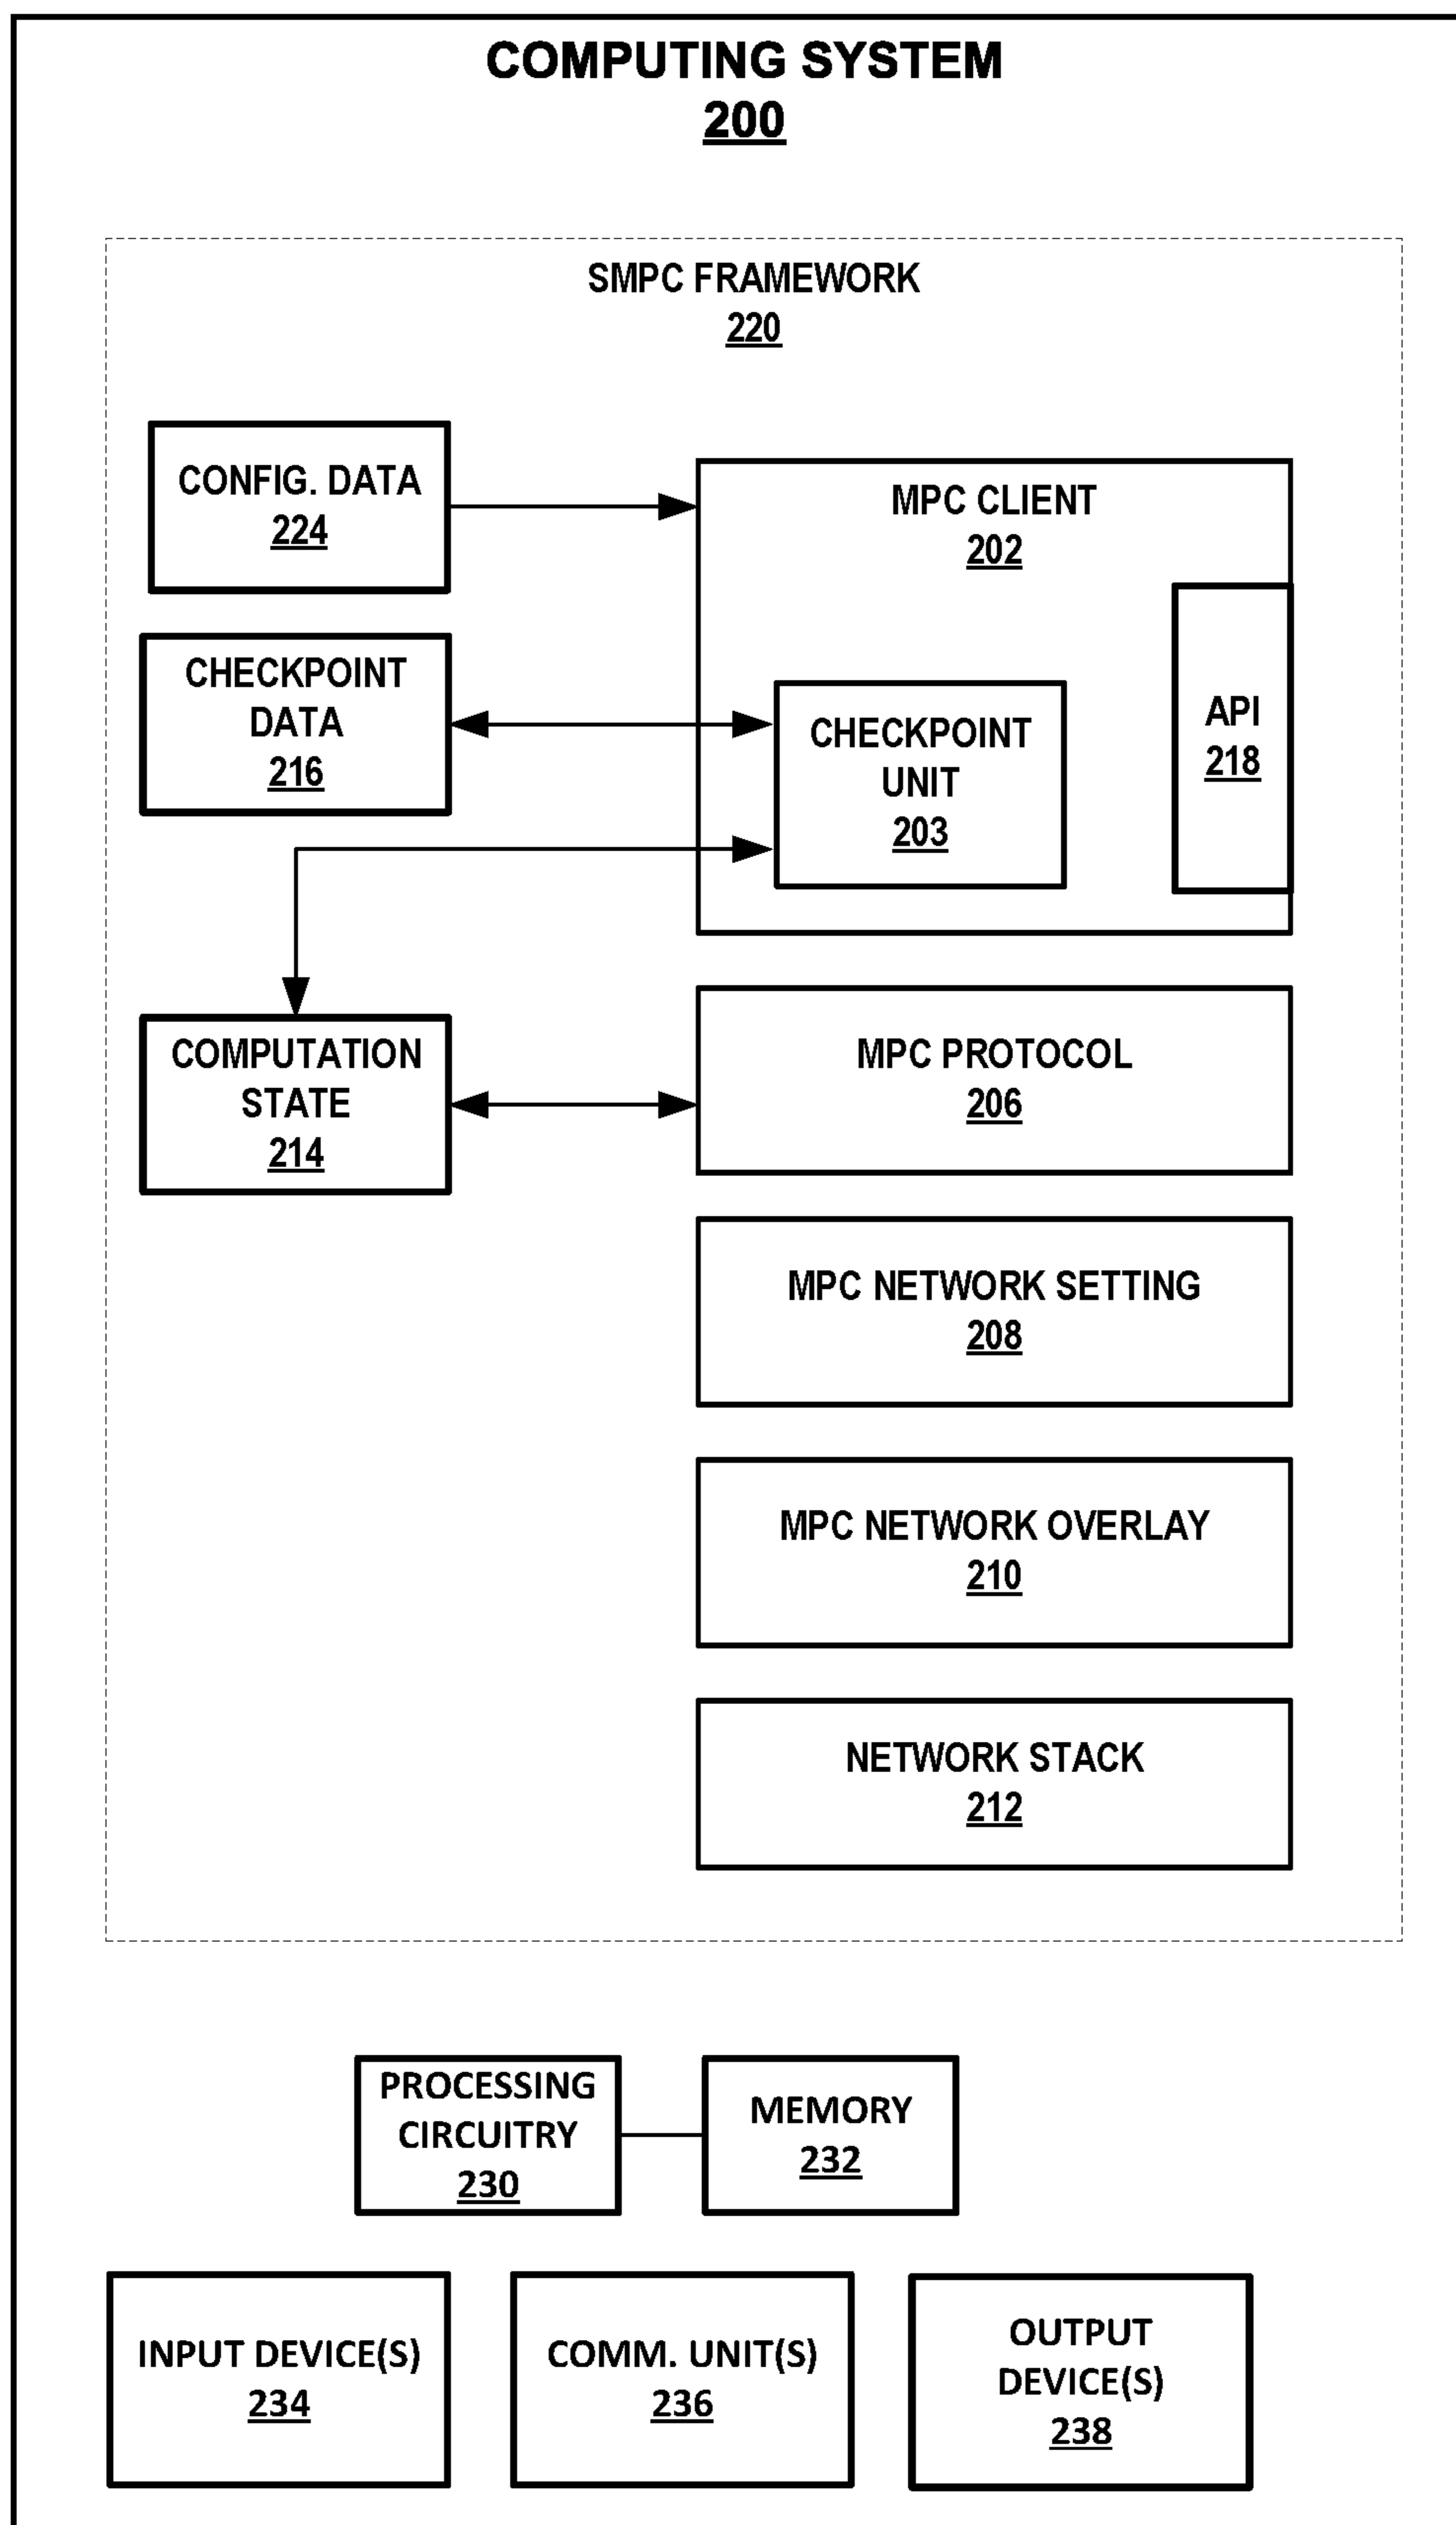 COMPUTING SYSTEM
200
SMPC FRAMEWORK
220
CONFIG. DATA
224
MPC CLIENT
202
CHECKPOINT
DATA
216
CHECKPOINT
UNIT
203
API
218
COMPUTATION
STATE
214
MPC PROTOCOL
206
MPC NETWORK SETTING
208
MPC NETWORK OVERLAY
210
NETWORK STACK
212
PROCESSING
CIRCUITRY
230
MEMORY
232
INPUT DEVICE(S)
234
COMM. UNIT(S)
236
OUTPUT
DEVICE(S)
238